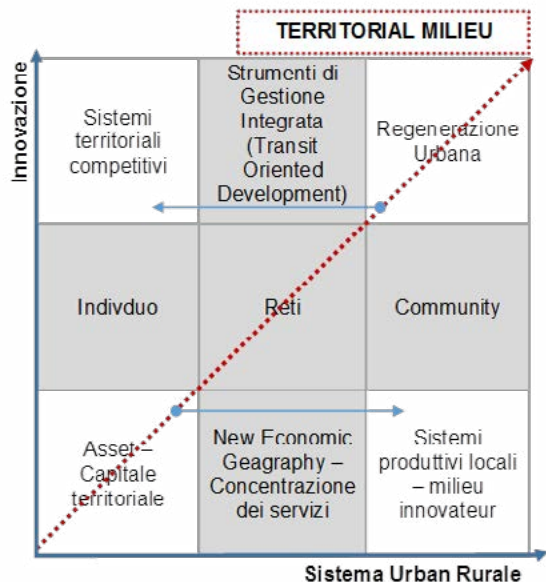 TERRITORIAL MILIEU
Innovazione
Sistemi
territoriali
competitivi
Strumenti di
Gestione
Integrata
(Transit
Oriented
Development)
Regenerazione
Urbana
Indivduo
Reti
Community
Asset –
Capitale
territoriale
New Economic
Geagraphy –
Concentrazione
dei servizi
Sistemi
produttivi locali
– milieu
innovateur
Sistema Urban Rurale